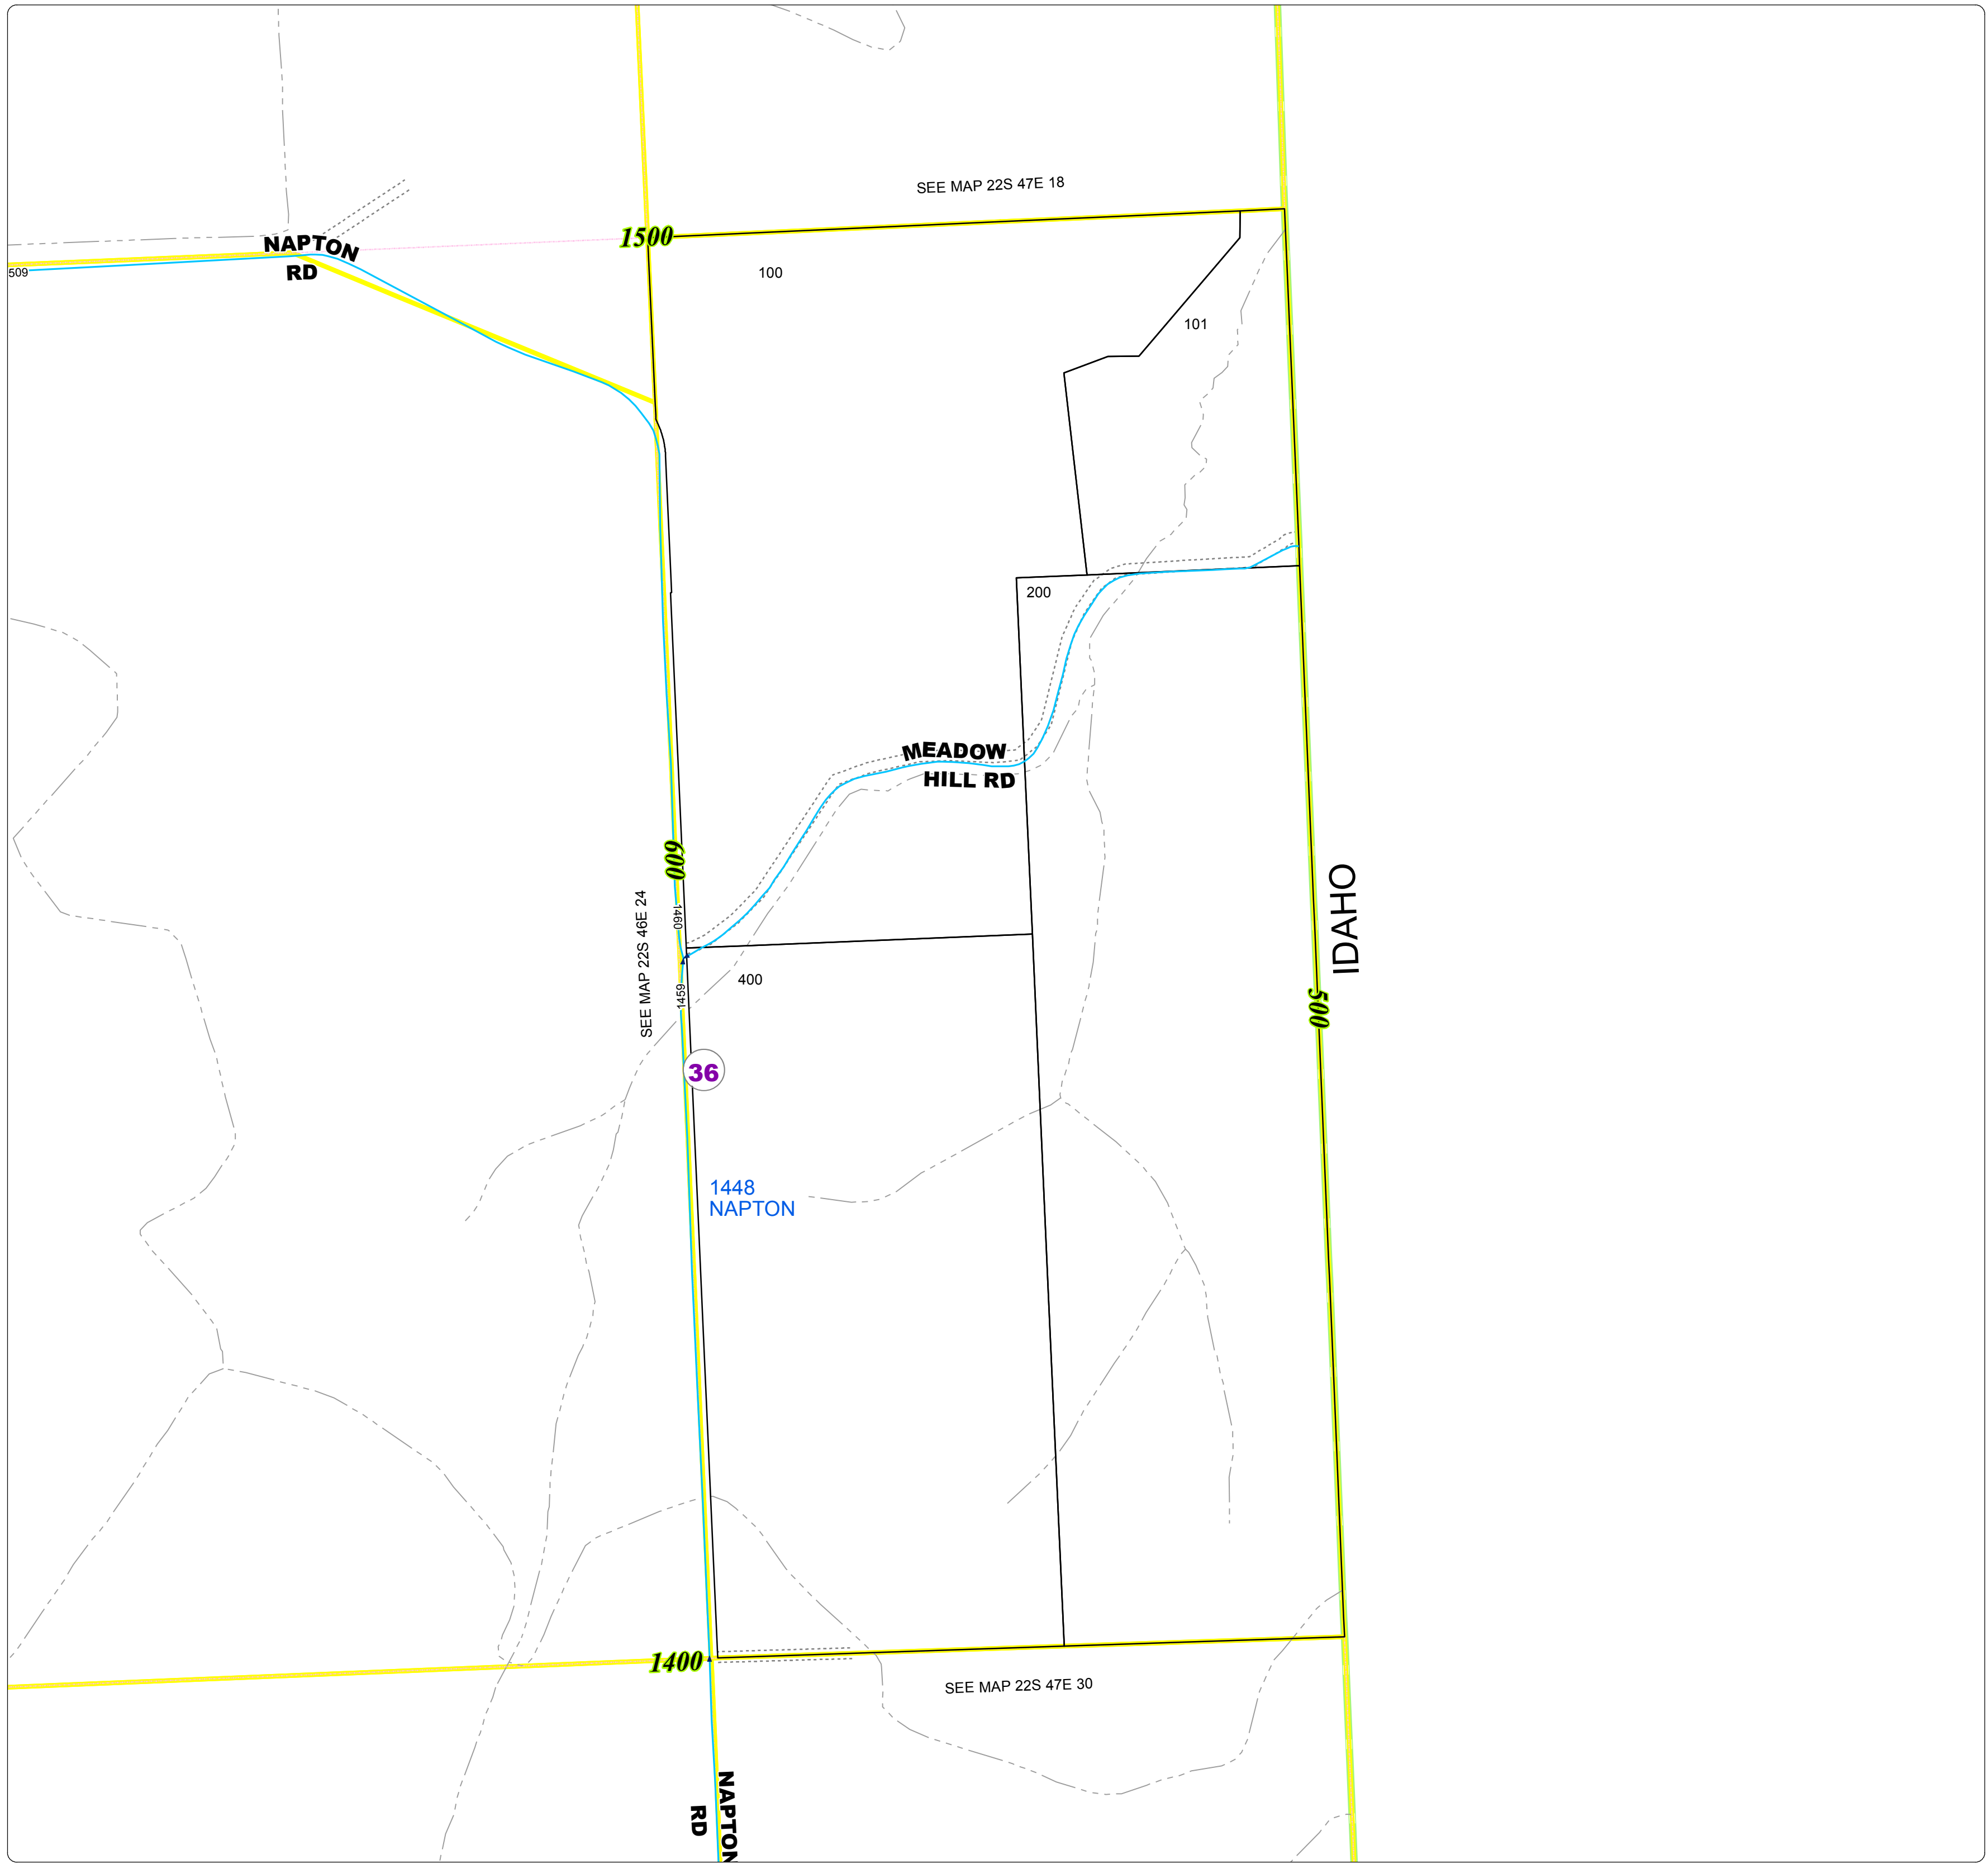 SEE MAP 22S 47E 18
1500
NAPTON
RD
509
100
101
200
MEADOW
HILL RD
600
1460
SEE MAP 22S 46E 24
1459
400
IDAHO
500
36
1448
NAPTON
1400
SEE MAP 22S 47E 30
NAPTON
RD